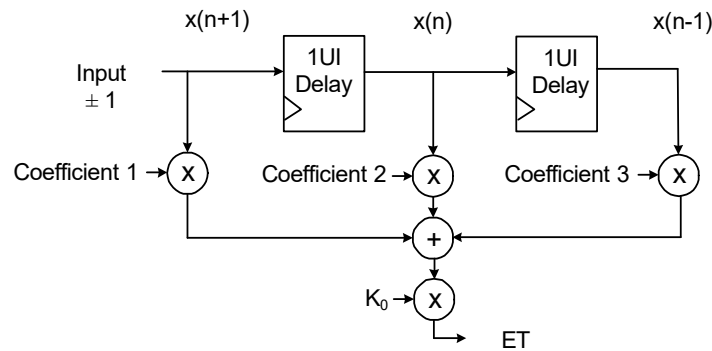 x(n+1)
x(n)
x(n-1)
Input
± 1
1UI
Delay
1UI
Delay
Coefficient 1
X
Coefficient 2
X
Coefficient 3
X
+
K₀
X
ET